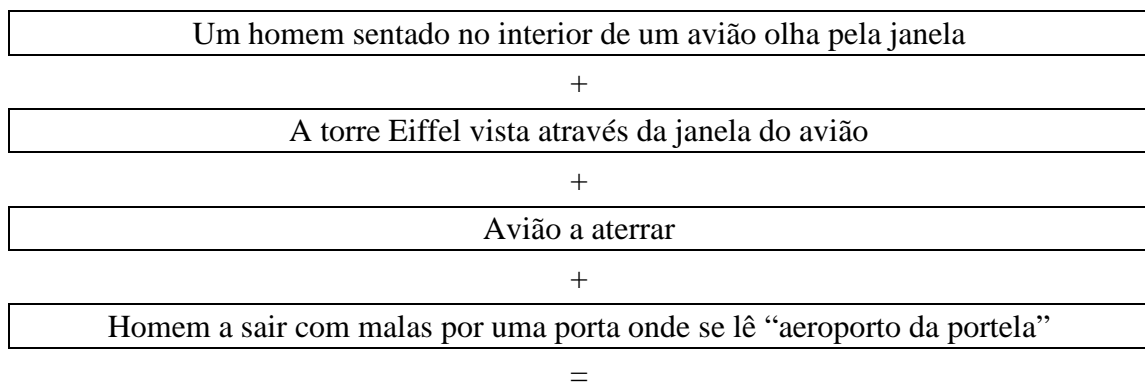 Um homem sentado no interior de um avião olha pela janela
+
A torre Eiffel vista através da janela do avião
+
Avião a aterrar
+
Homem a sair com malas por uma porta onde se lê “aeroporto da portela”
=